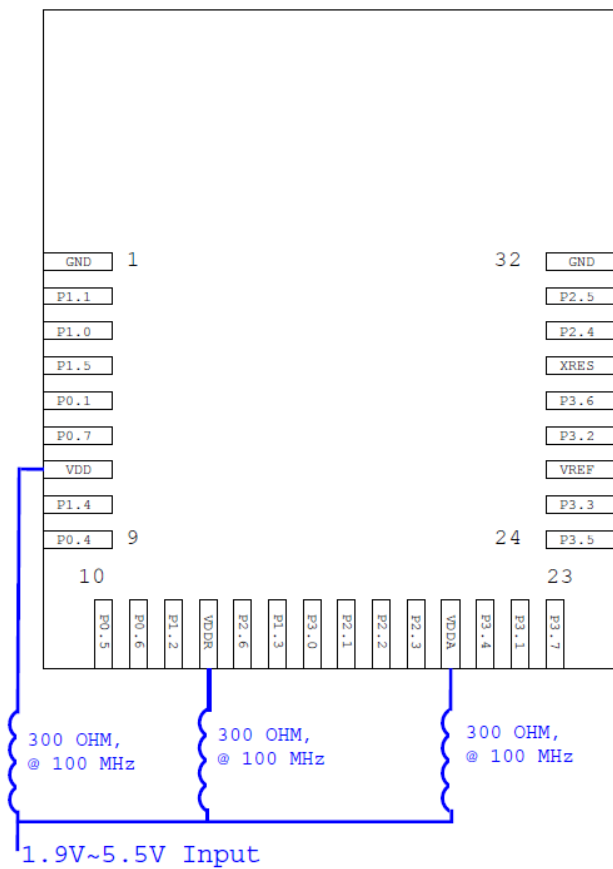 GND 1 32 GND
P1.1 P2.5
P1.0 P2.4
P1.5 XRES
P0.1 P3.6
P0.7 P3.2
VDD VREF
P1.4 P3.3
P0.4 9 24 P3.5
10 23
P0.5 P0.6 P1.2 VDDR P2.6 P1.3 P3.0 P2.1 P2.2 P2.3 VDDA P3.4 P3.1 P3.7
300 OHM,
@ 100 MHz
300 OHM,
@ 100 MHz
300 OHM,
@ 100 MHz
1.9V~5.5V Input